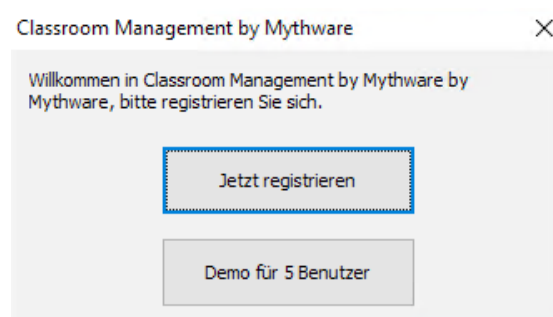 Classroom Management by Mythware
Willkommen in Classroom Management by Mythware by
Mythware, bitte registrieren Sie sich.
Jetzt registrieren
Demo für 5 Benutzer